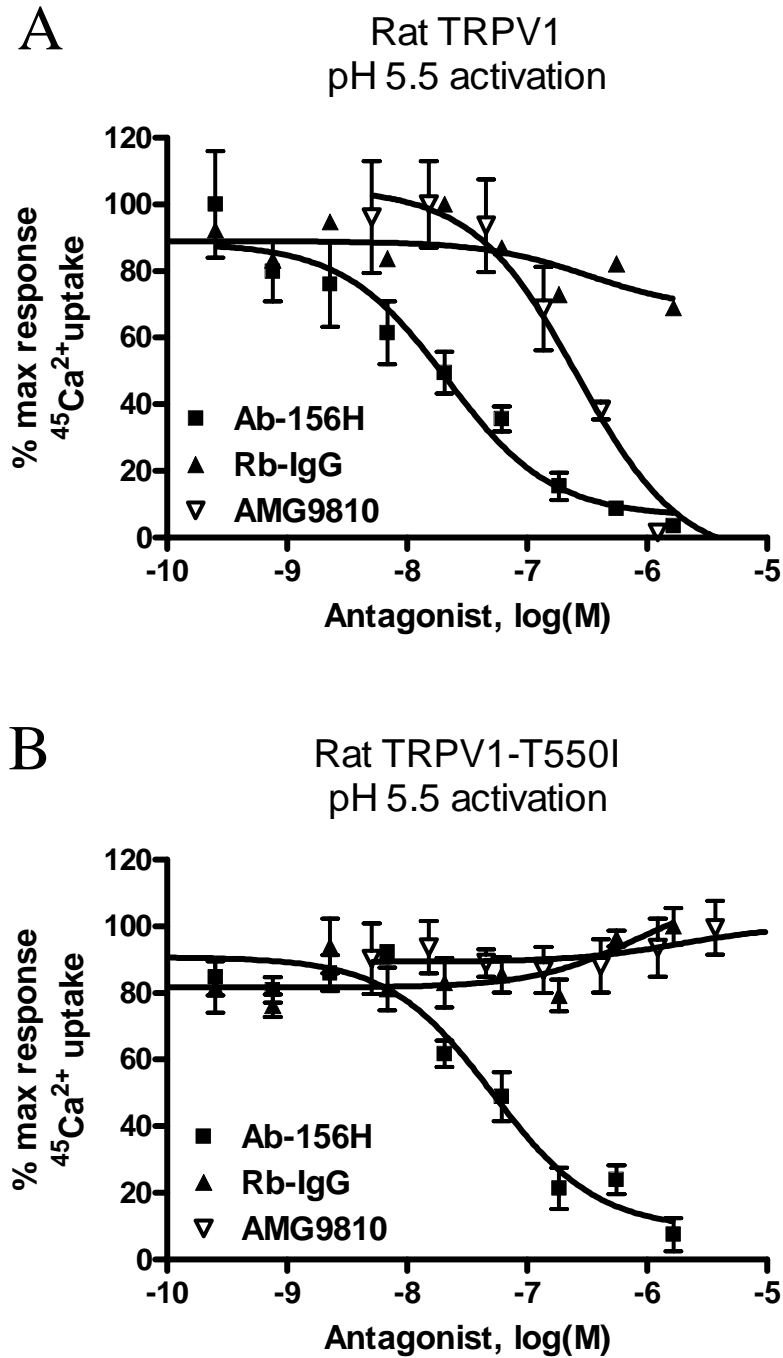 A
Rat TRPV1
pH 5.5 activation
% max response
45Ca2+uptake
120
100
80
60
40
20
0
Ab-156H
Rb-IgG
AMG9810
-10 -9 -8 -7 -6 -5
Antagonist, log(M)
B
Rat TRPV1-T550I
pH 5.5 activation
% max response
45Ca2+ uptake
120
100
80
60
40
20
0
Ab-156H
Rb-IgG
AMG9810
-10 -9 -8 -7 -6 -5
Antagonist, log(M)